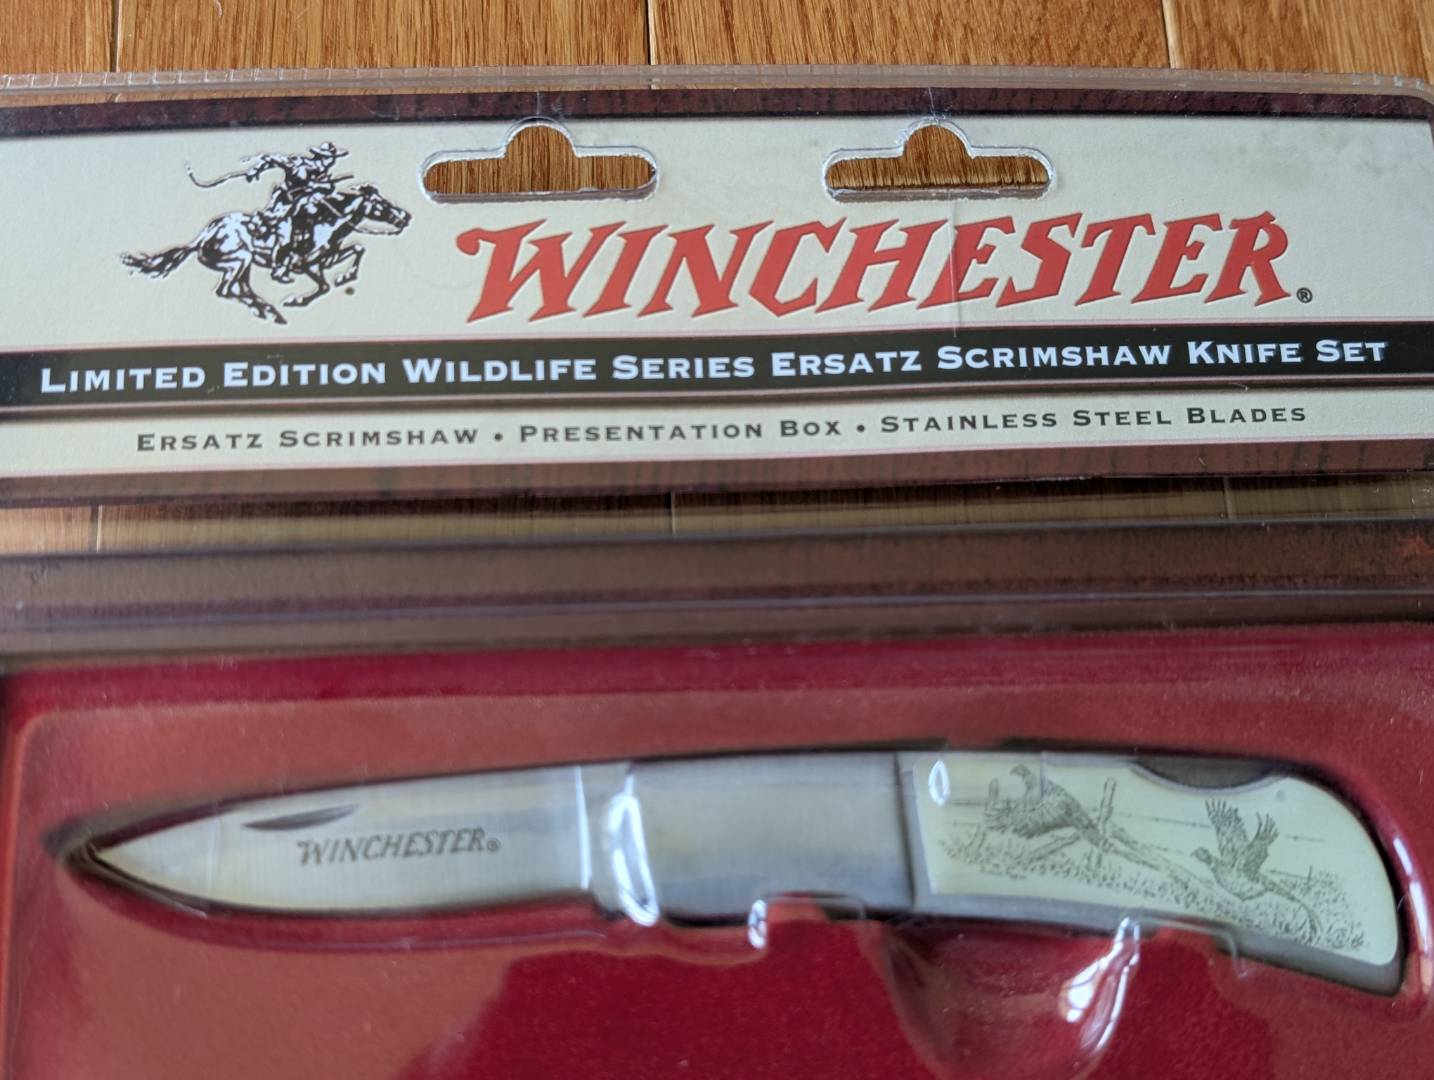 WINCHESTER®
LIMITED EDITION WILDLIFE SERIES ERSATZ SCRIMSHAW KNIFE SET
ERSATZ SCRIMSHAW • PRESENTATION BOX • STAINLESS STEEL BLADES
WINCHESTER®